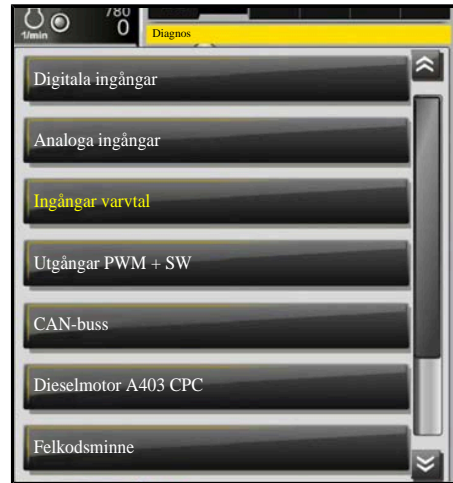 780
1/min
0
Diagnos
Digitala ingångar
Analoga ingångar
Ingångar varvtal
Utgångar PWM + SW
CAN-buss
Dieselmotor A403 CPC
Felkodsminne